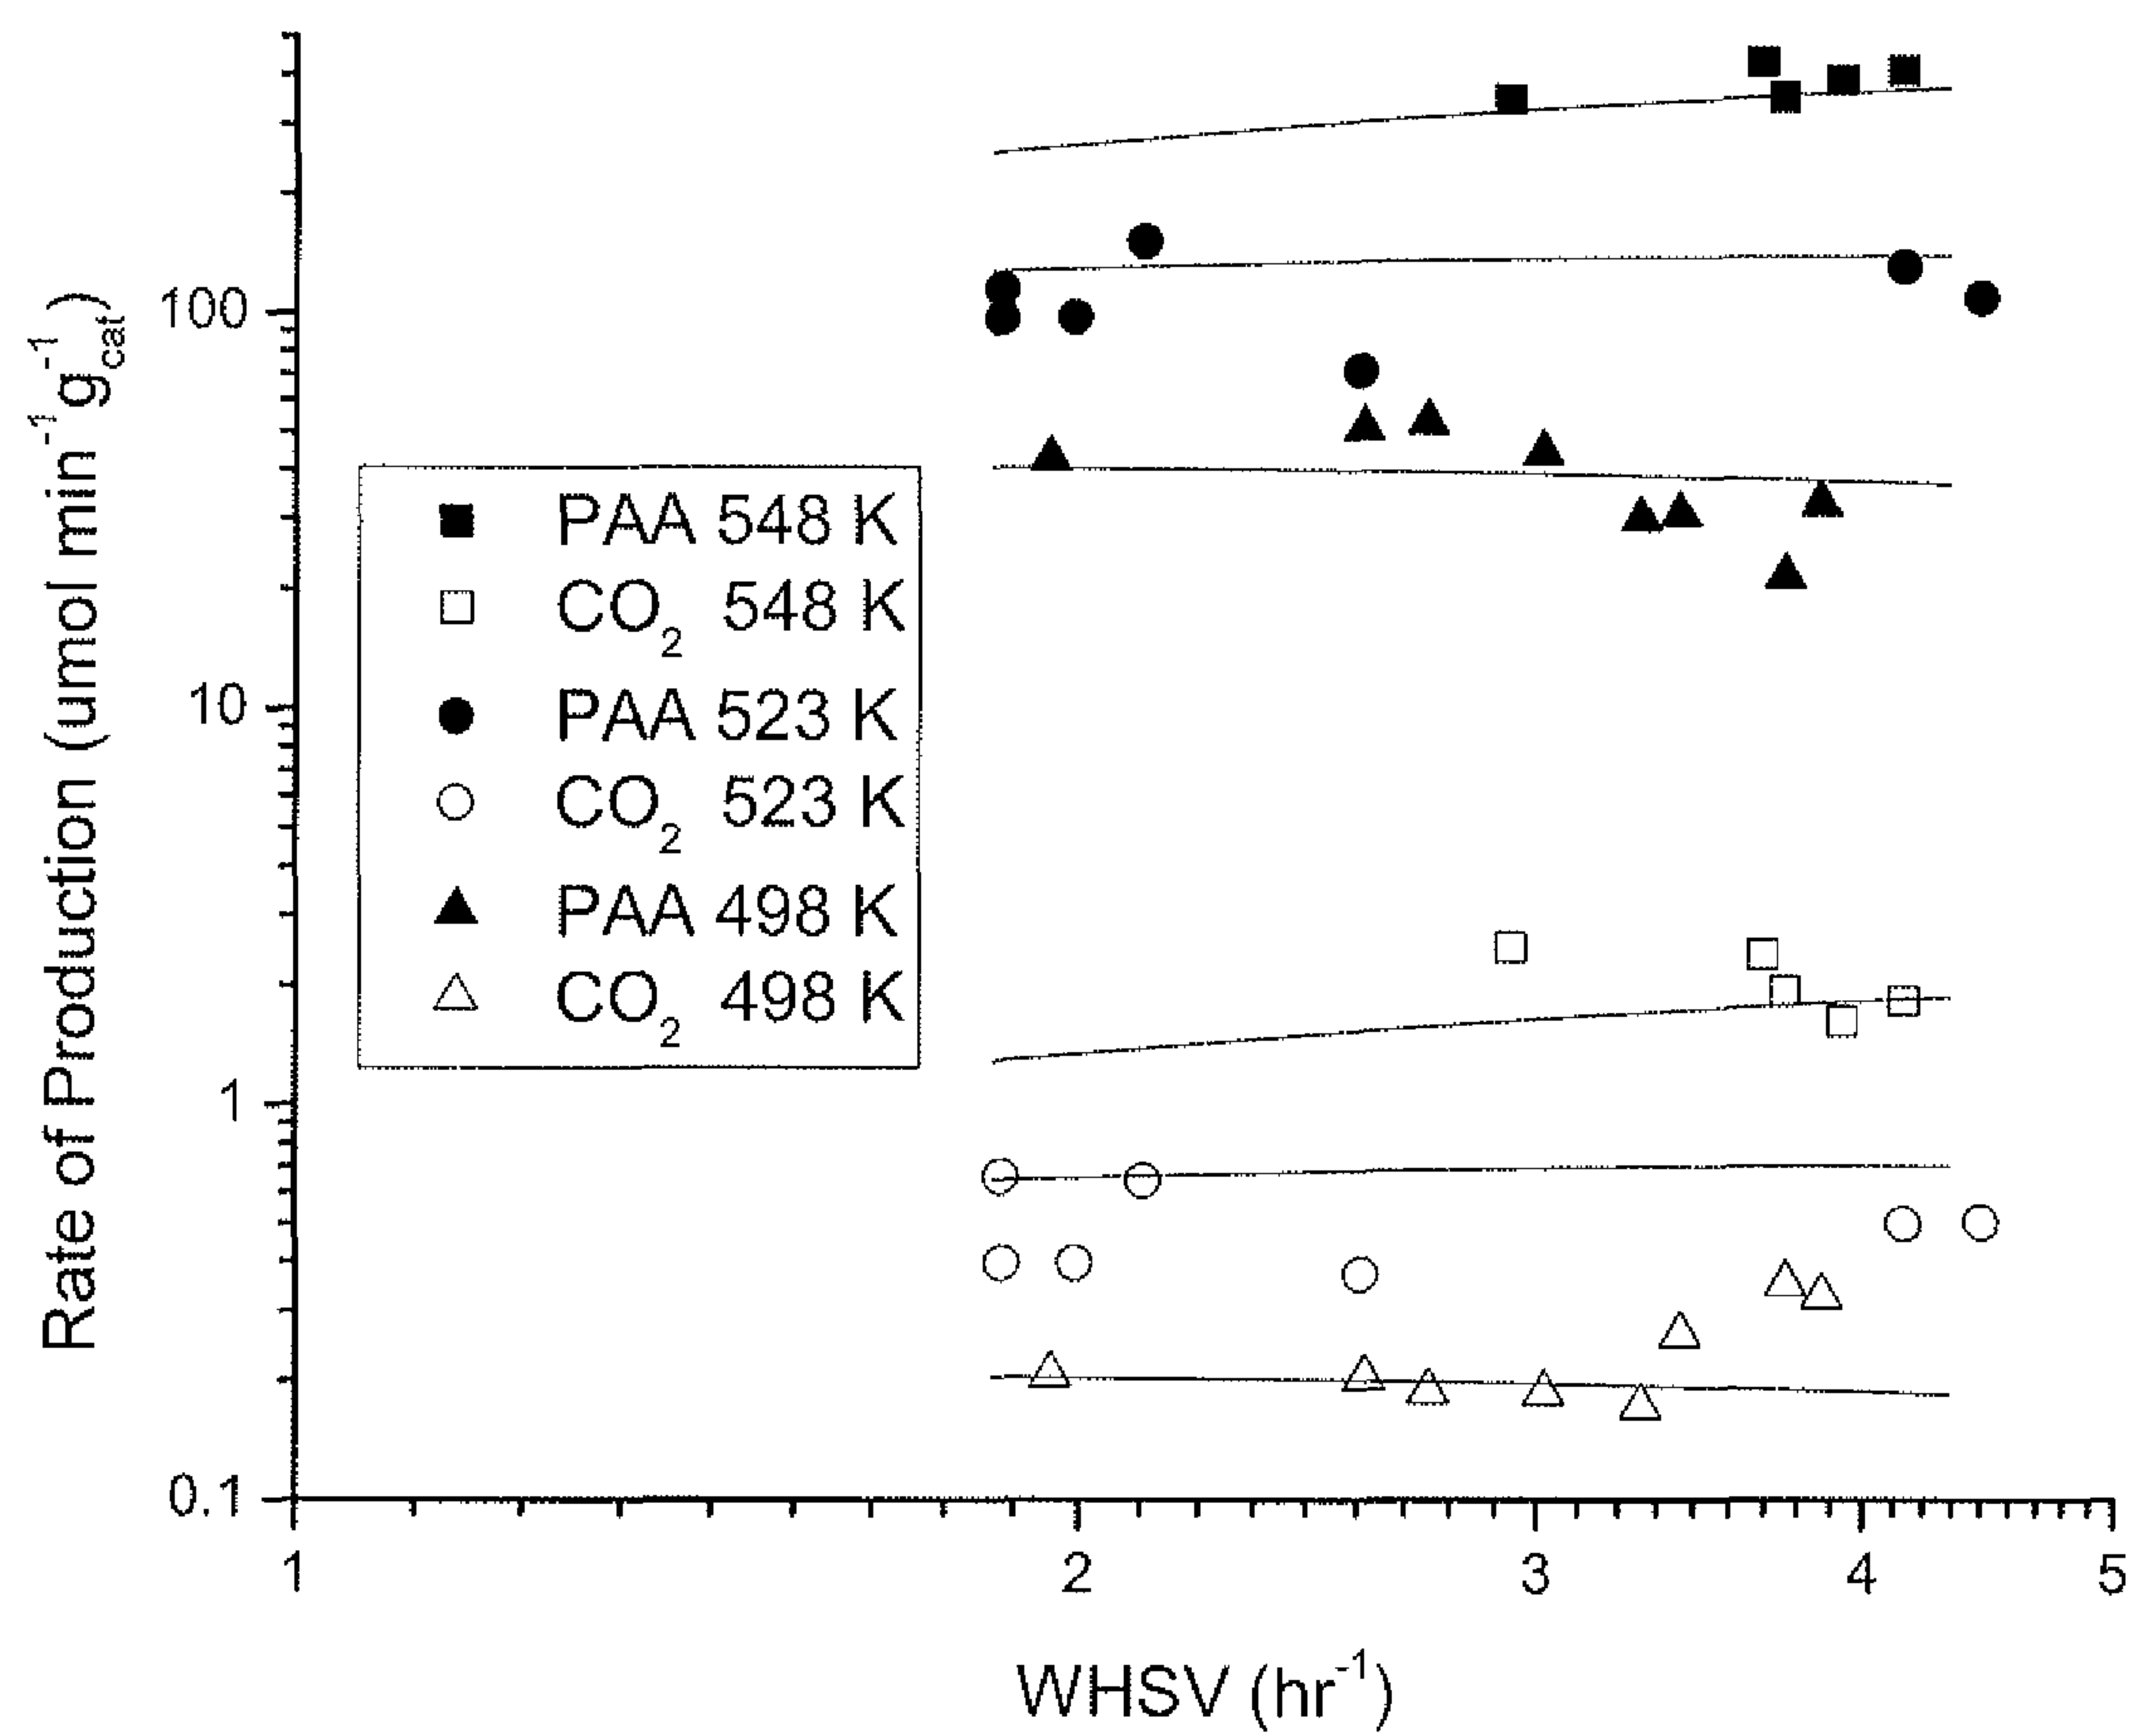 Rate of Production (umol min⁻¹ g_cat⁻¹)
100
10
1
0.1
PAA 548 K
CO₂ 548 K
PAA 523 K
CO₂ 523 K
PAA 498 K
CO₂ 498 K
1 2 3 4 5
WHSV (hr⁻¹)